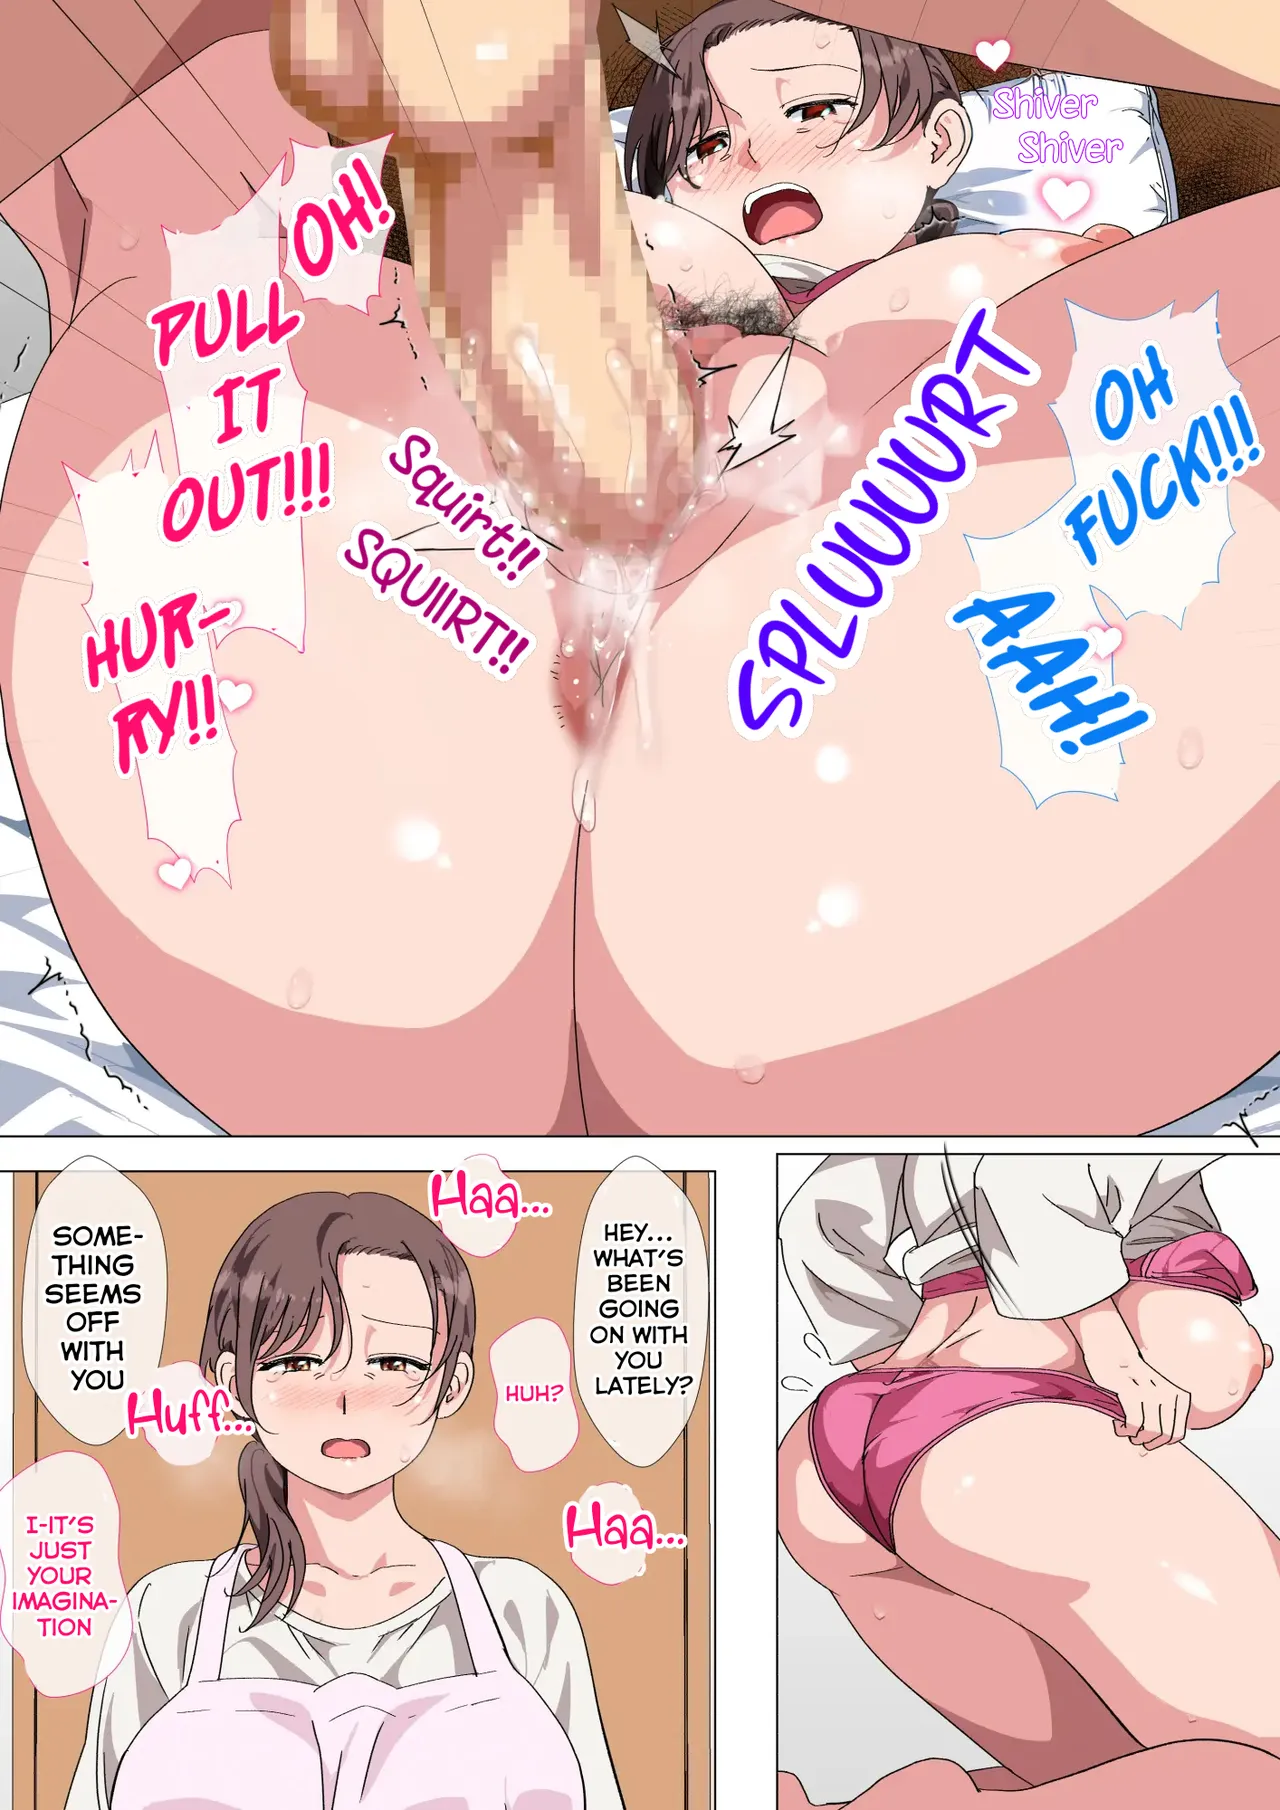 Shiver
Shiver
OH!
PULL
IT
OUT!!!
HUR-
RY!!
Squirt!!
SQUIIRT!!
SPLUUUURT
OH
FUCK!!!
AAH!
HEY...
WHAT'S
BEEN
GOING
ON WITH
YOU
LATELY?
Haa...
HUH?
Haa...
SOME-
THING
SEEMS
OFF
WITH
YOU
Huff...
I-IT'S
JUST
YOUR
IMAGINA-
TION